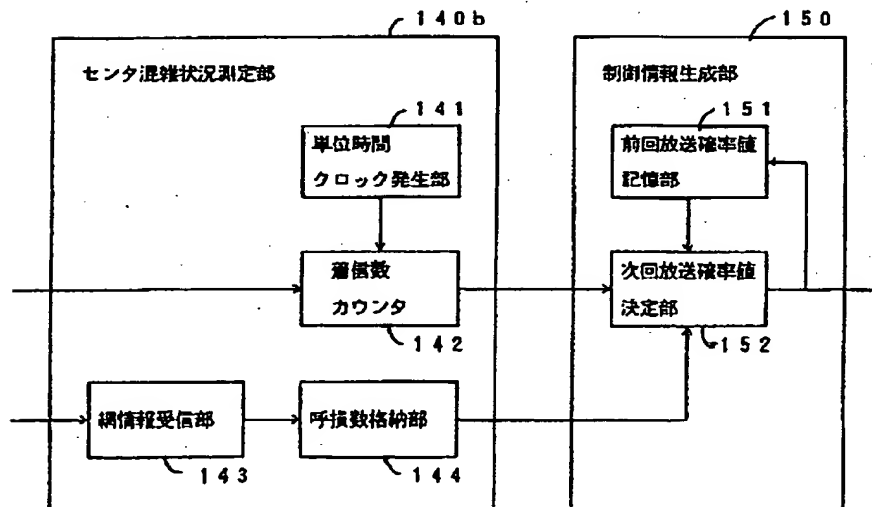 140b
150
センタ混雑状況測定部
制御情報生成部
141
151
単位時間
クロック発生部
前回放送確率値
記憶部
着信数
カウンタ
次回放送確率値
決定部
142
152
網情報受信部
呼損数格納部
143
144